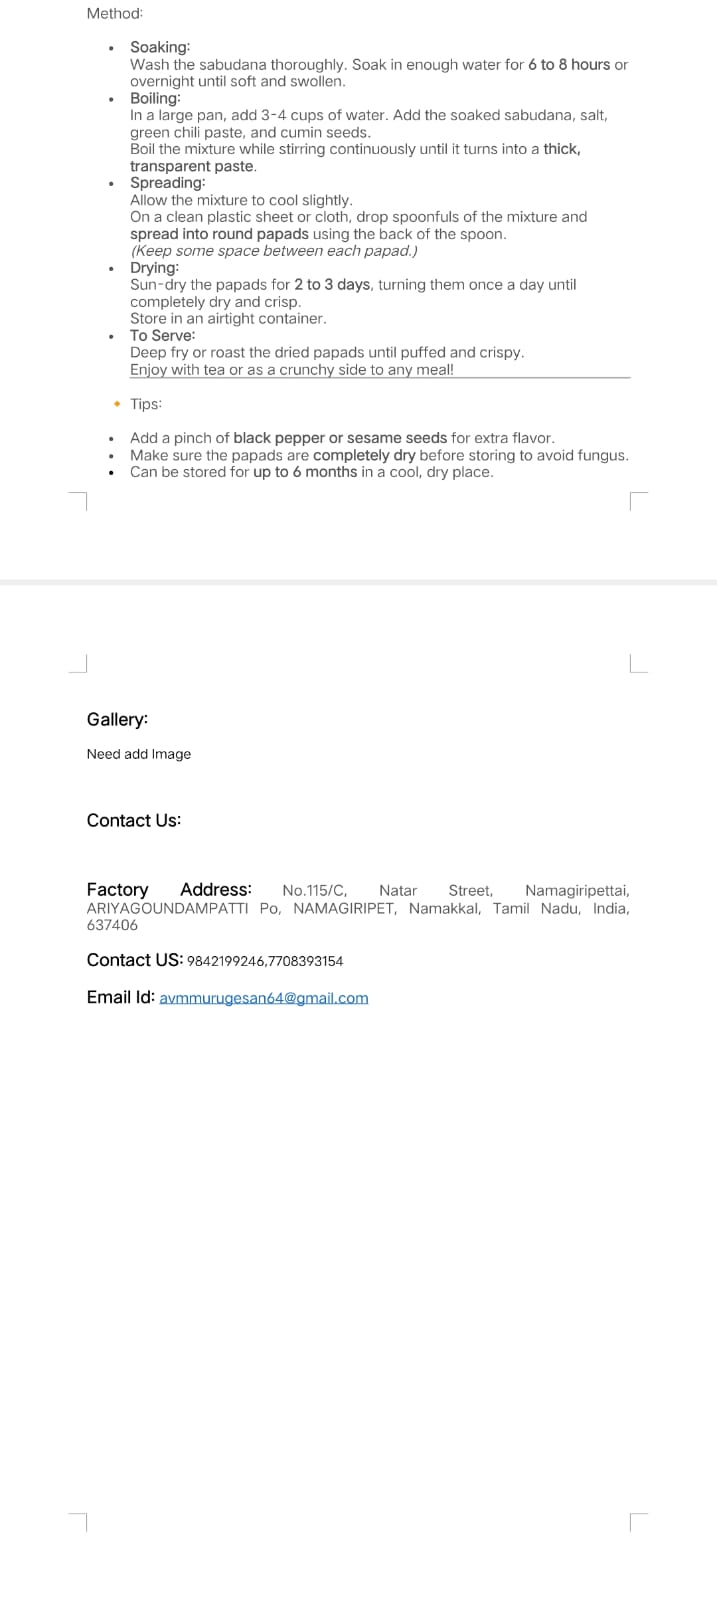 Method:
• Soaking:
Wash the sabudana thoroughly. Soak in enough water for 6 to 8 hours or
overnight until soft and swollen.
• Boiling:
In a large pan, add 3-4 cups of water. Add the soaked sabudana, salt,
green chili paste, and cumin seeds.
Boil the mixture while stirring continuously until it turns into a thick,
transparent paste.
• Spreading:
Allow the mixture to cool slightly.
On a clean plastic sheet or cloth, drop spoonfuls of the mixture and
spread into round papads using the back of the spoon.
(Keep some space between each papad.)
• Drying:
Sun-dry the papads for 2 to 3 days, turning them once a day until
completely dry and crisp.
Store in an airtight container.
• To Serve:
Deep fry or roast the dried papads until puffed and crispy.
Enjoy with tea or as a crunchy side to any meal!
🔸 Tips:
• Add a pinch of black pepper or sesame seeds for extra flavor.
• Make sure the papads are completely dry before storing to avoid fungus.
• Can be stored for up to 6 months in a cool, dry place.
Gallery:
Need add Image
Contact Us:
Factory Address: No.115/C, Natar Street, Namagiripettai,
ARIYAGOUNDAMPATTI Po, NAMAGIRIPET, Namakkal, Tamil Nadu, India,
637406
Contact US: 9842199246,7708393154
Email Id: avmmurugesan64@gmail.com